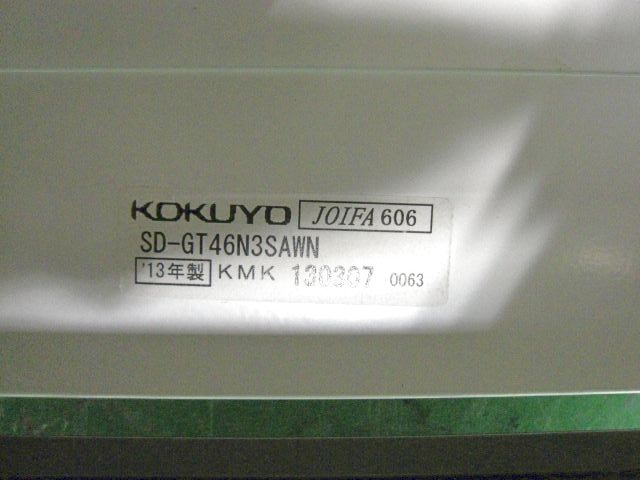 KOKUYO JOIFA 606
SD-GT46N3SAWN
'13年製 KMK 130307 0063